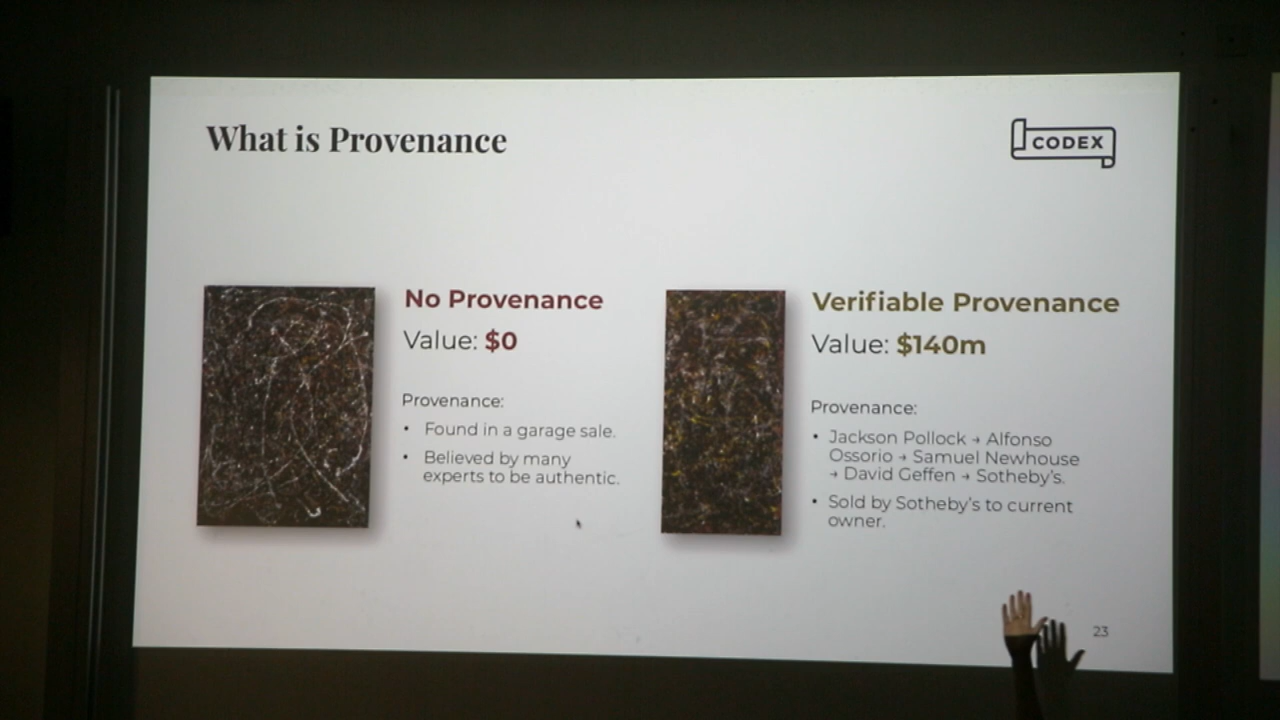 What is Provenance
CODEX
No Provenance
Value: $0
Provenance:
• Found in a garage sale.
• Believed by many
experts to be authentic.
Verifiable Provenance
Value: $140m
Provenance:
• Jackson Pollock → Alfonso
Ossorio → Samuel Newhouse
→ David Geffen → Sotheby's.
• Sold by Sotheby's to current
owner.
23